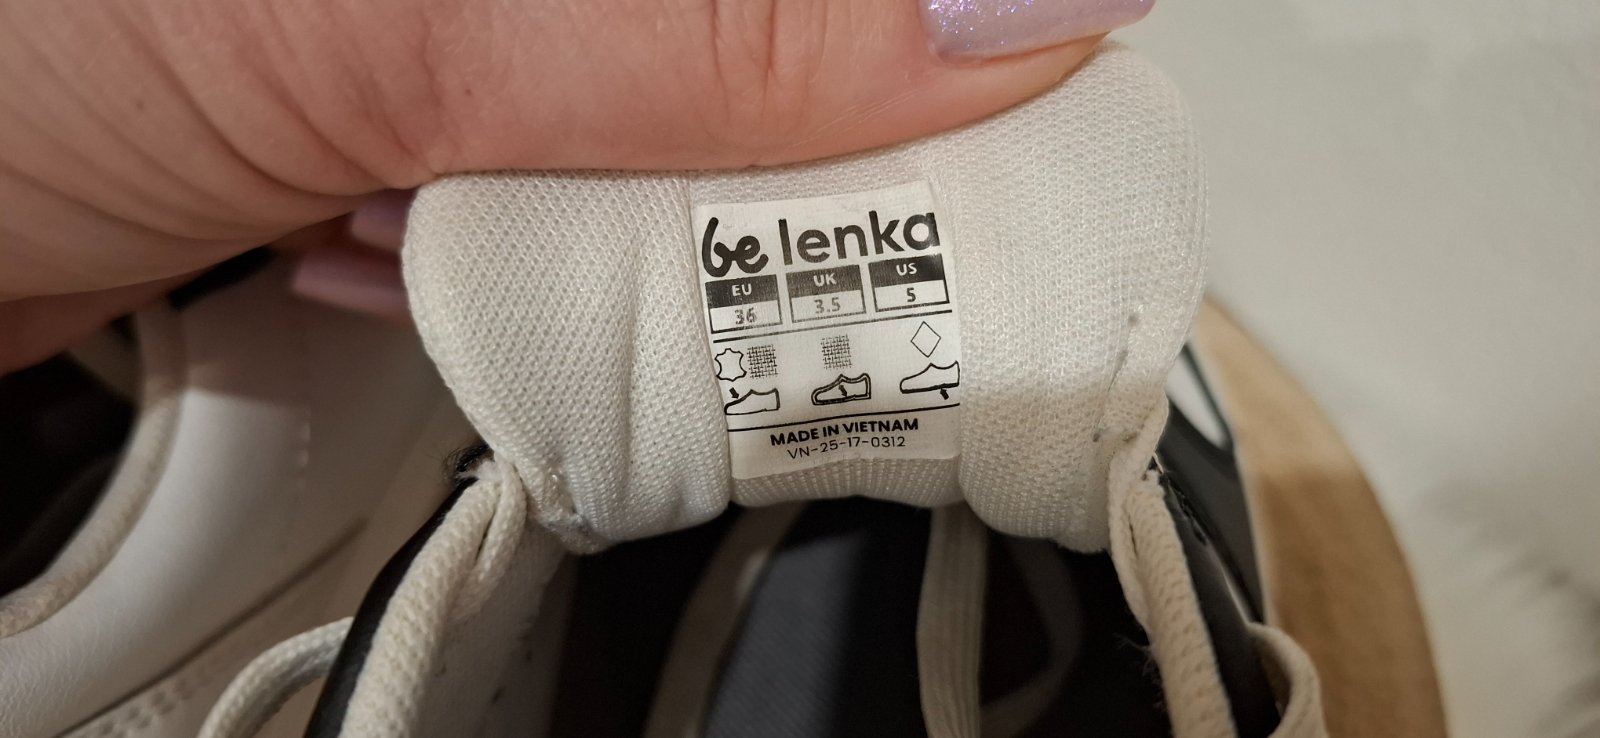 be lenka
EU UK US
36 3.5 5
MADE IN VIETNAM
VN-25-17-0312